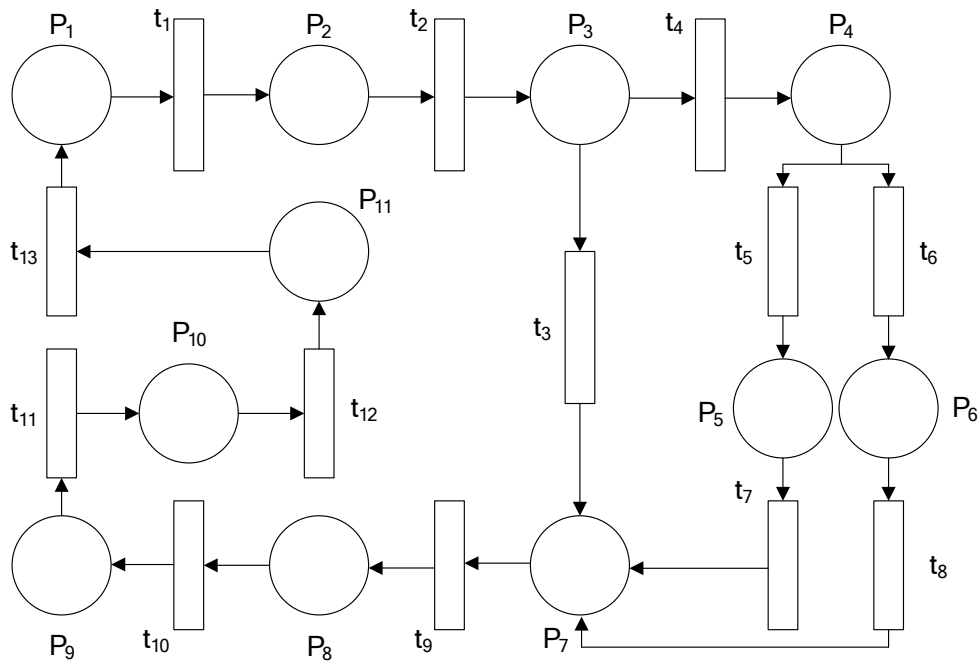 P₁
t₁
P₂
t₂
P₃
t₄
P₄
P₁₁
t₁₃
t₅
t₆
t₃
P₁₀
t₁₁
t₁₂
P₅
P₆
t₇
t₈
P₉
t₁₀
P₈
t₉
P₇